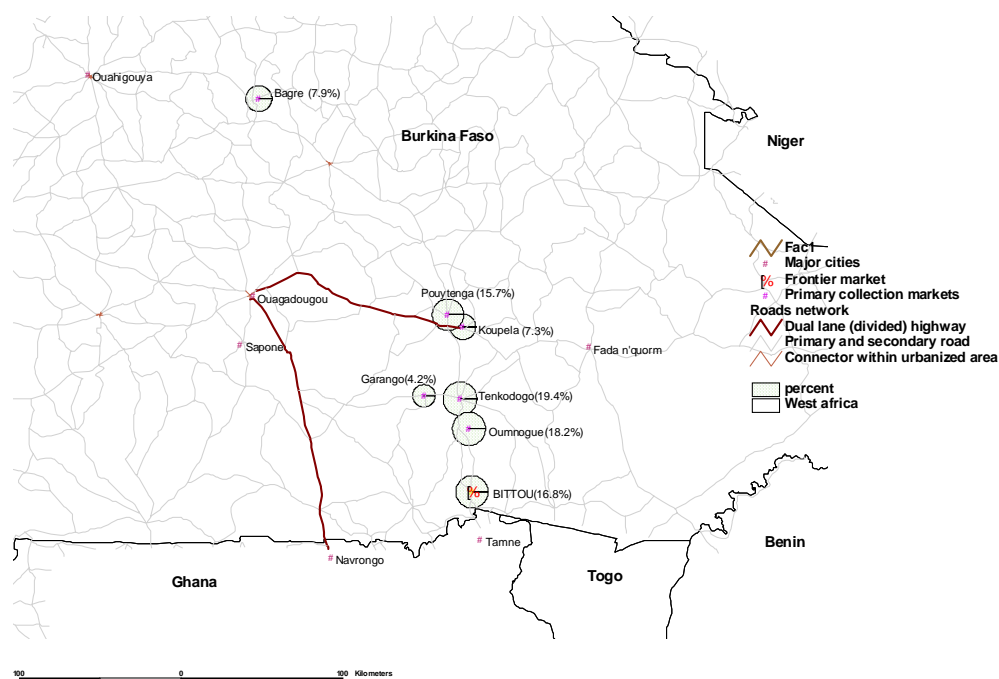 Ouahigouya
Bagre (7.9%)
Burkina Faso
Niger
Fac1
Major cities
Frontier market
Primary collection markets
Roads network
Dual lane (divided) highway
Primary and secondary road
Connector within urbanized area
percent
West africa
Ouagadougou
Pouytenga (15.7%)
Koupela (7.3%)
Sapone
Fada n'quorm
Garango(4.2%)
Tenkodogo(19.4%)
Oumnogue(18.2%)
BITTOU(16.8%)
Tamne
Benin
Navrongo
Togo
Ghana
100 0 100 Kilometers